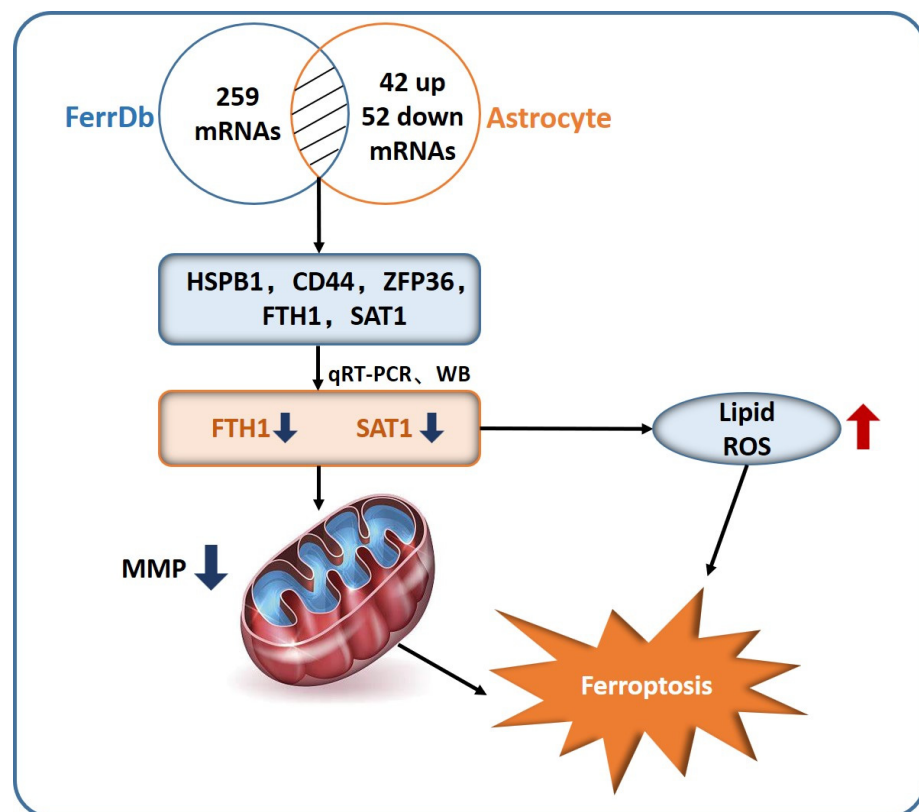 FerrDb
259
mRNAs
42 up
52 down
mRNAs
Astrocyte
HSPB1，CD44，ZFP36，
FTH1，SAT1
qRT-PCR、WB
FTH1
SAT1
Lipid
ROS
MMP
Ferroptosis